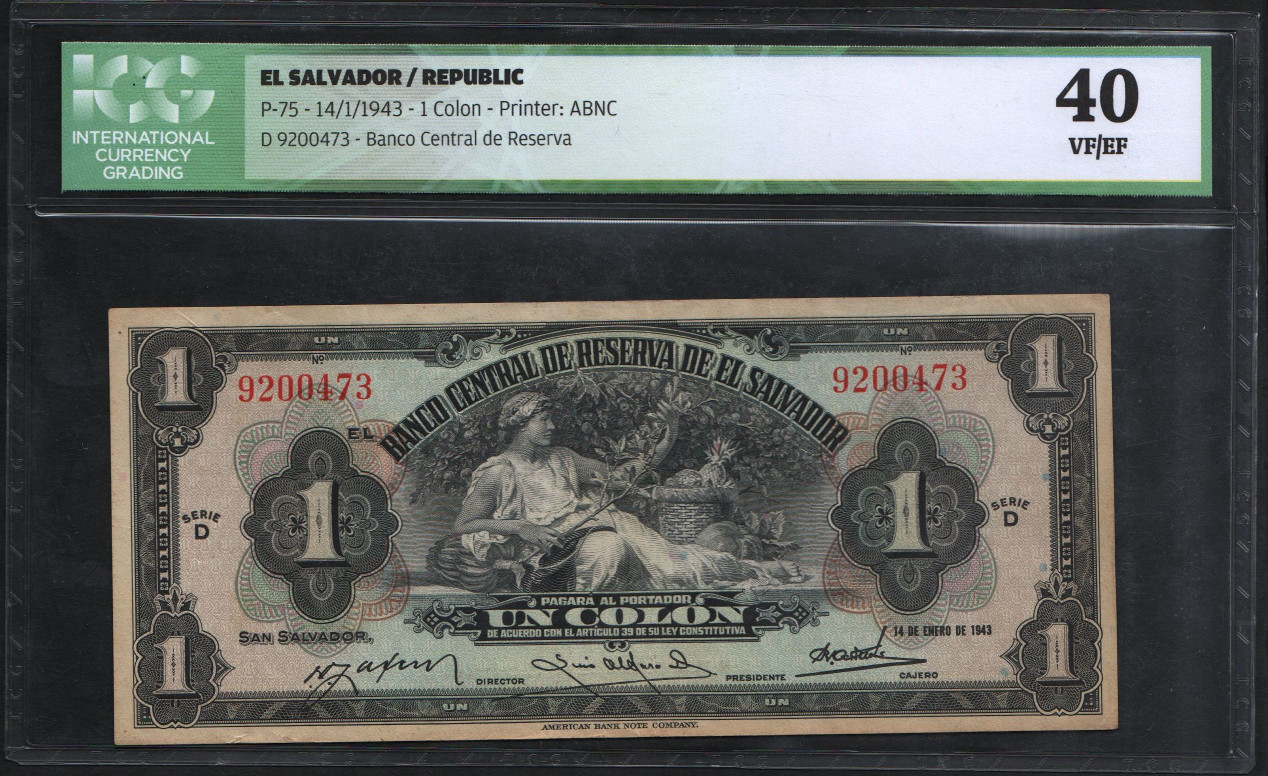 ICG
INTERNATIONAL
CURRENCY
GRADING
EL SALVADOR / REPUBLIC
P-75 - 14/1/1943 - 1 Colon - Printer: ABNC
D 9200473 - Banco Central de Reserva
40
VF/EF
UN UN
1 1
Nº Nº
9200473 9200473
EL BANCO CENTRAL DE RESERVA DE EL SALVADOR
1 1
SERIE SERIE
D D
PAGARÁ AL PORTADOR
UN COLÓN
DE ACUERDO CON EL ARTICULO 39 DE SU LEY CONSTITUTIVA
SAN SALVADOR, 14 DE ENERO DE 1943
1 1
DIRECTOR PRESIDENTE CAJERO
UN UN
AMERICAN BANK NOTE COMPANY.